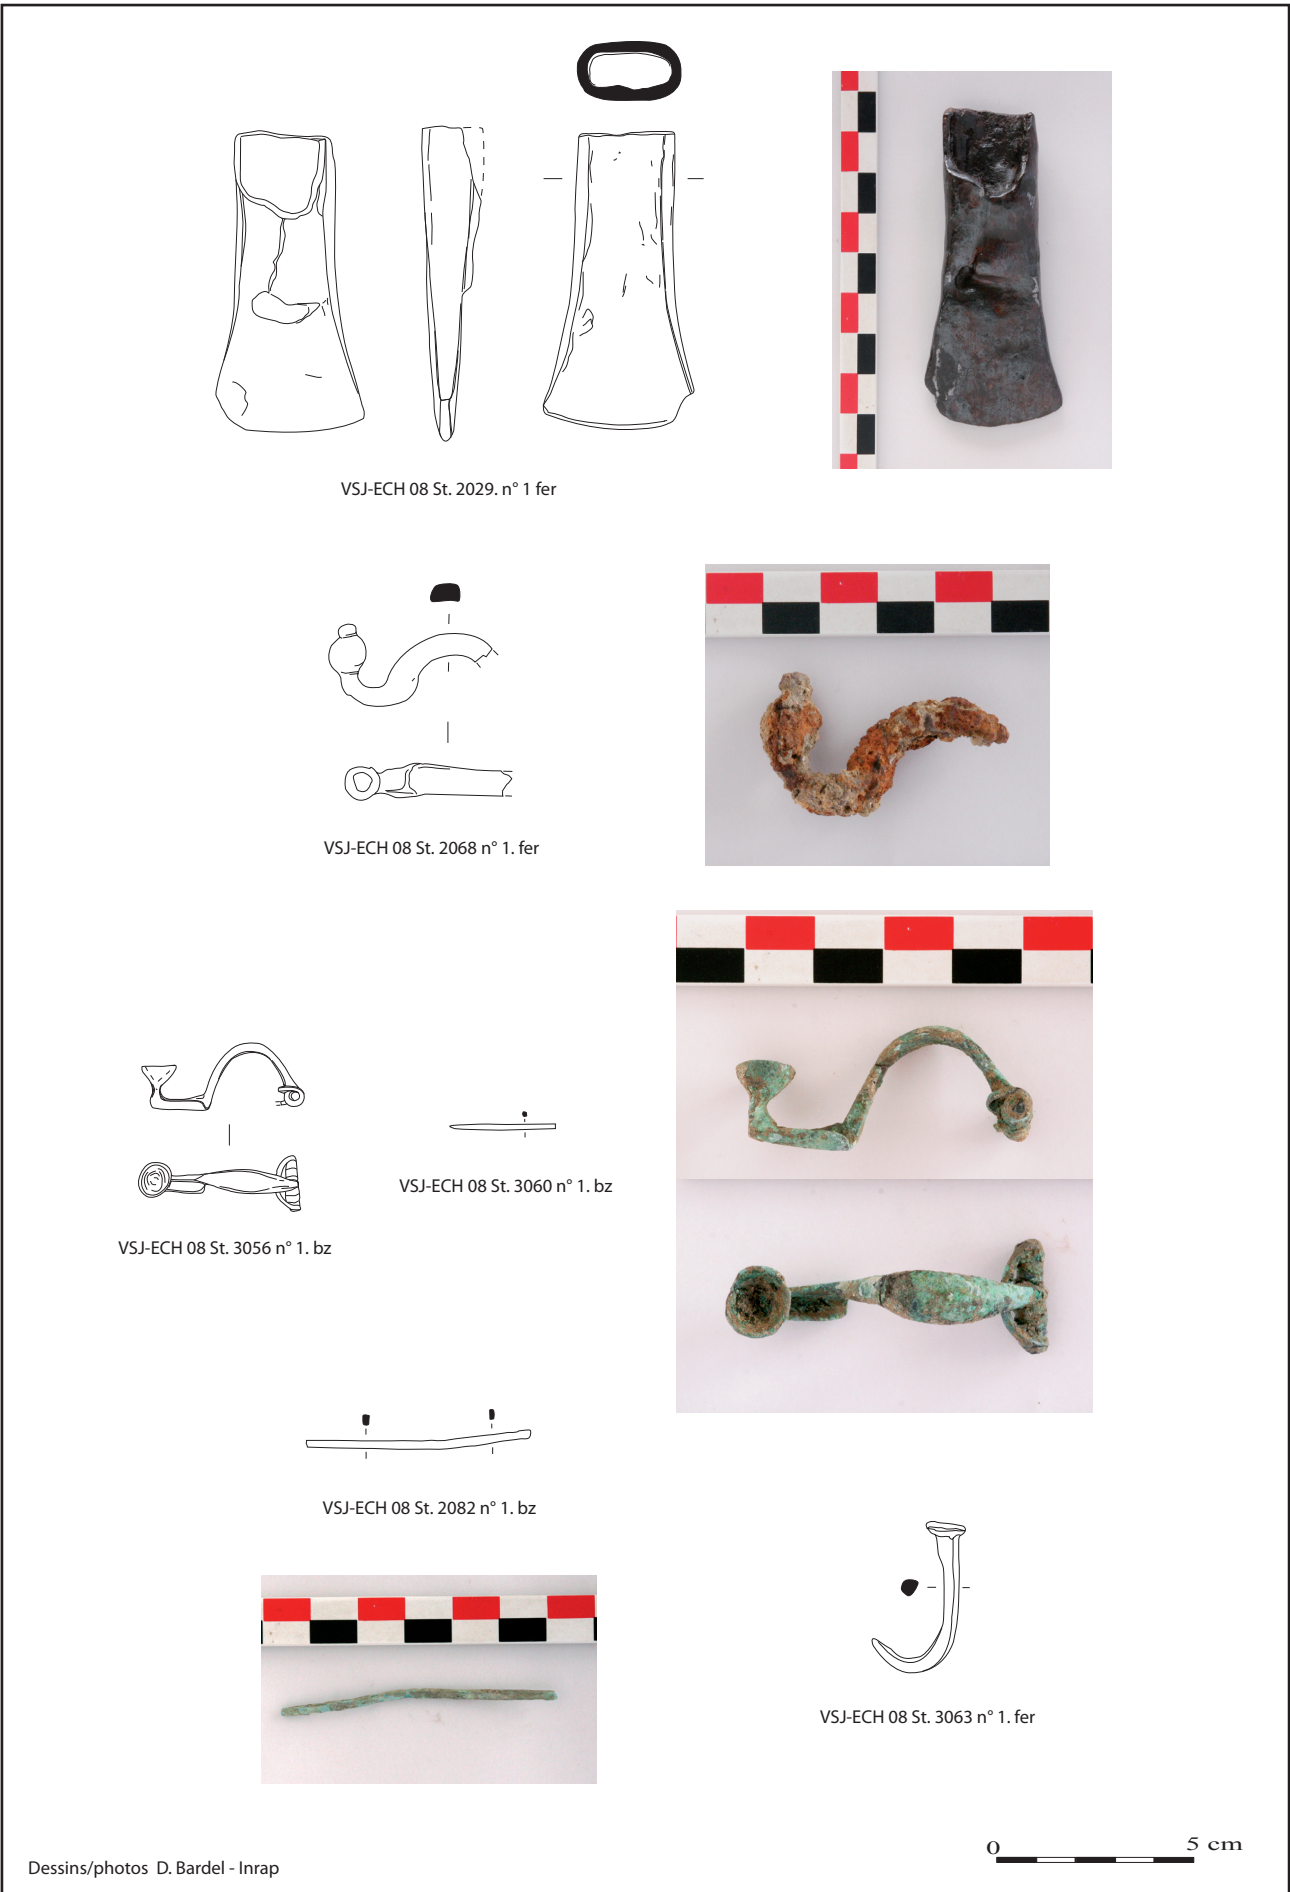 VSJ-ECH 08 St. 2029. n° 1 fer
VSJ-ECH 08 St. 2068 n° 1. fer
VSJ-ECH 08 St. 3060 n° 1. bz
VSJ-ECH 08 St. 3056 n° 1. bz
VSJ-ECH 08 St. 2082 n° 1. bz
VSJ-ECH 08 St. 3063 n° 1. fer
0 5 cm
Dessins/photos D. Bardel - Inrap